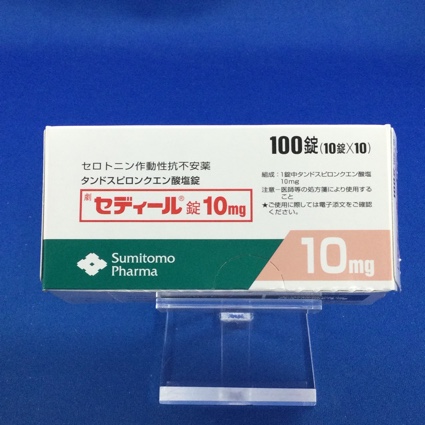 100錠(10錠×10)
セロトニン作動性抗不安薬
タンドスピロンクエン酸塩錠
劇 セディール®錠10mg
組成:1錠中タンドスピロンクエン酸塩
10mg
注意-医師等の処方箋により使用する
こと
★ご使用に際しては電子添文をご確認
ください。
Sumitomo
Pharma
10mg